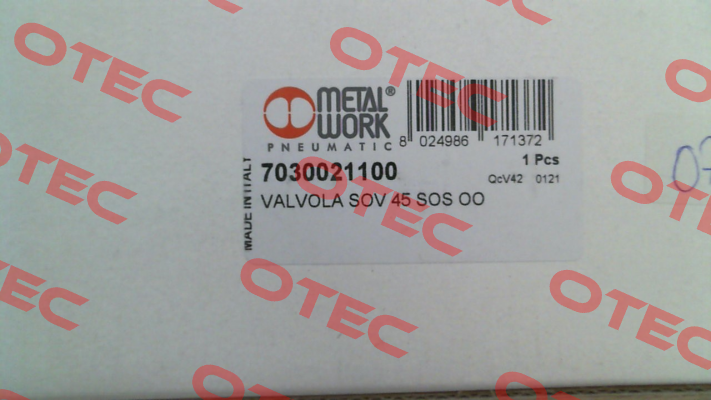 METAL®
WORK
PNEUMATIC
8 024986 171372
7030021100
1 Pcs
QcV42 0121
VALVOLA SOV 45 SOS OO
MADE IN ITALY
OTEC
OTEC
OTEC
OTEC
OTEC
OTEC
OTEC
OTEC
OTEC